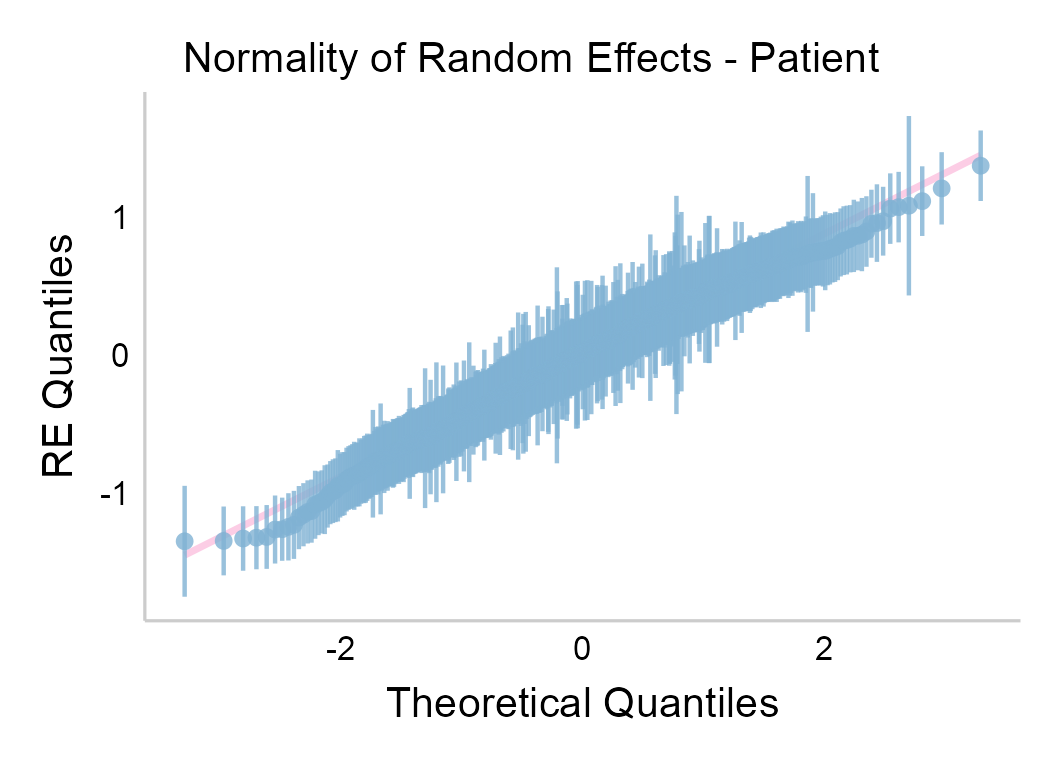 Normality of Random Effects - Patient
RE Quantiles
1
0
-1
-2 0 2
Theoretical Quantiles